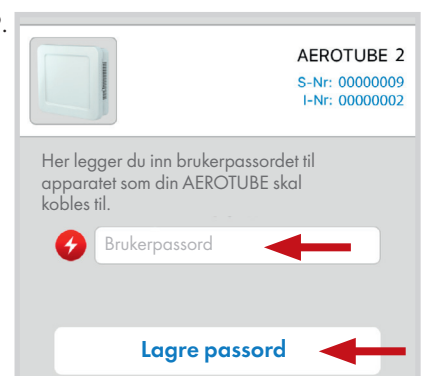 AEROTUBE 2
S-Nr: 00000009
I-Nr: 00000002
Her legger du inn brukerpassordet til
apparatet som din AEROTUBE skal
kobles til.
Brukerpassord
Lagre passord